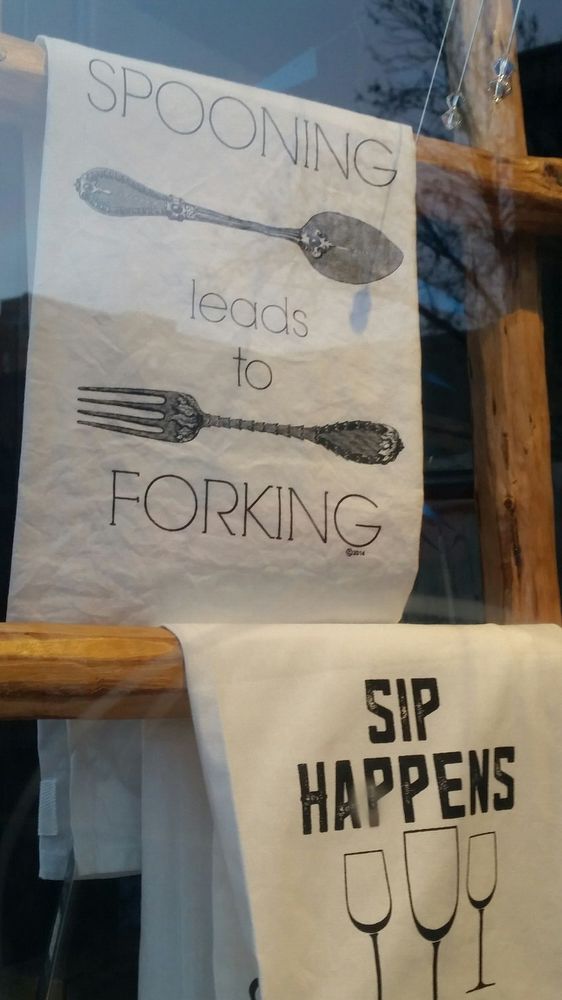 SPOONING
leads
to
FORKING
©2014
SIP
HAPPENS